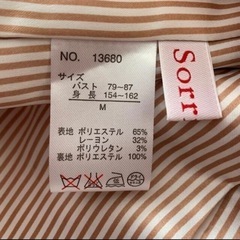 NO. 13680
サイズ
バスト 79~87
身長 154~162
M
表地 ポリエステル 65%
レーヨン 32%
ポリウレタン 3%
裏地 ポリエステル 100%
Sorr